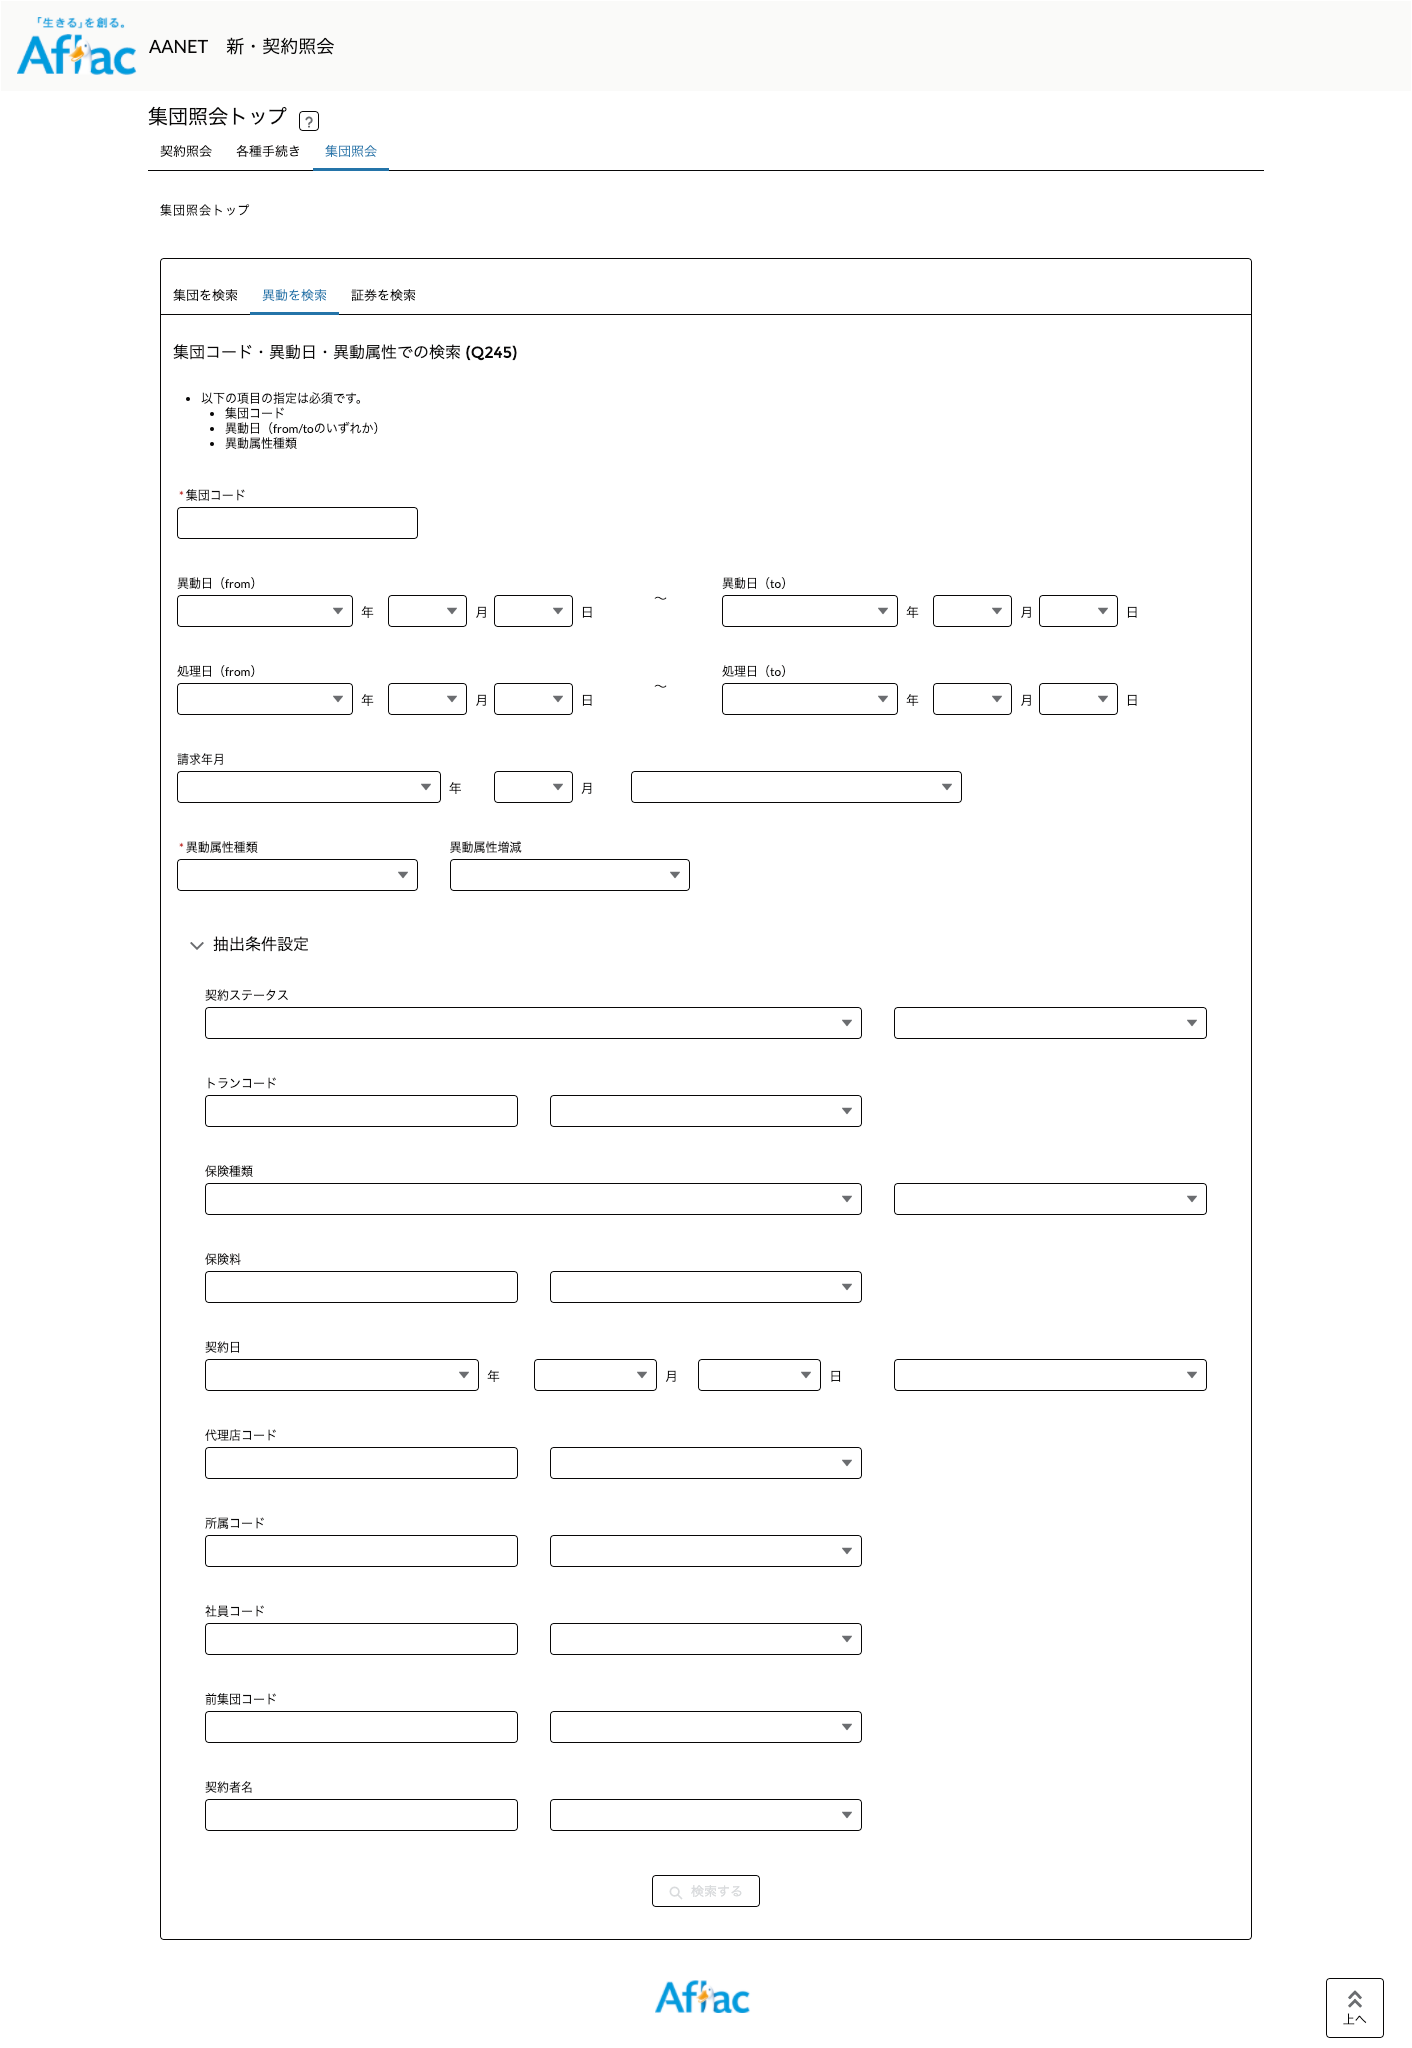 「生きる」を創る。
Aflac AANET 新・契約照会
集団照会トップ ?
契約照会 各種手続き 集団照会
集団照会トップ
集団を検索 異動を検索 証券を検索
集団コード・異動日・異動属性での検索 (Q245)
• 以下の項目の指定は必須です。
• 集団コード
• 異動日（from/toのいずれか）
• 異動属性種類
*集団コード
異動日（from） 異動日（to）
年 月 日 ～ 年 月 日
処理日（from） 処理日（to）
年 月 日 ～ 年 月 日
請求年月
年 月
*異動属性種類 異動属性増減
抽出条件設定
契約ステータス
トランコード
保険種類
保険料
契約日
年 月 日
代理店コード
所属コード
社員コード
前集団コード
契約者名
検索する
Aflac
上へ